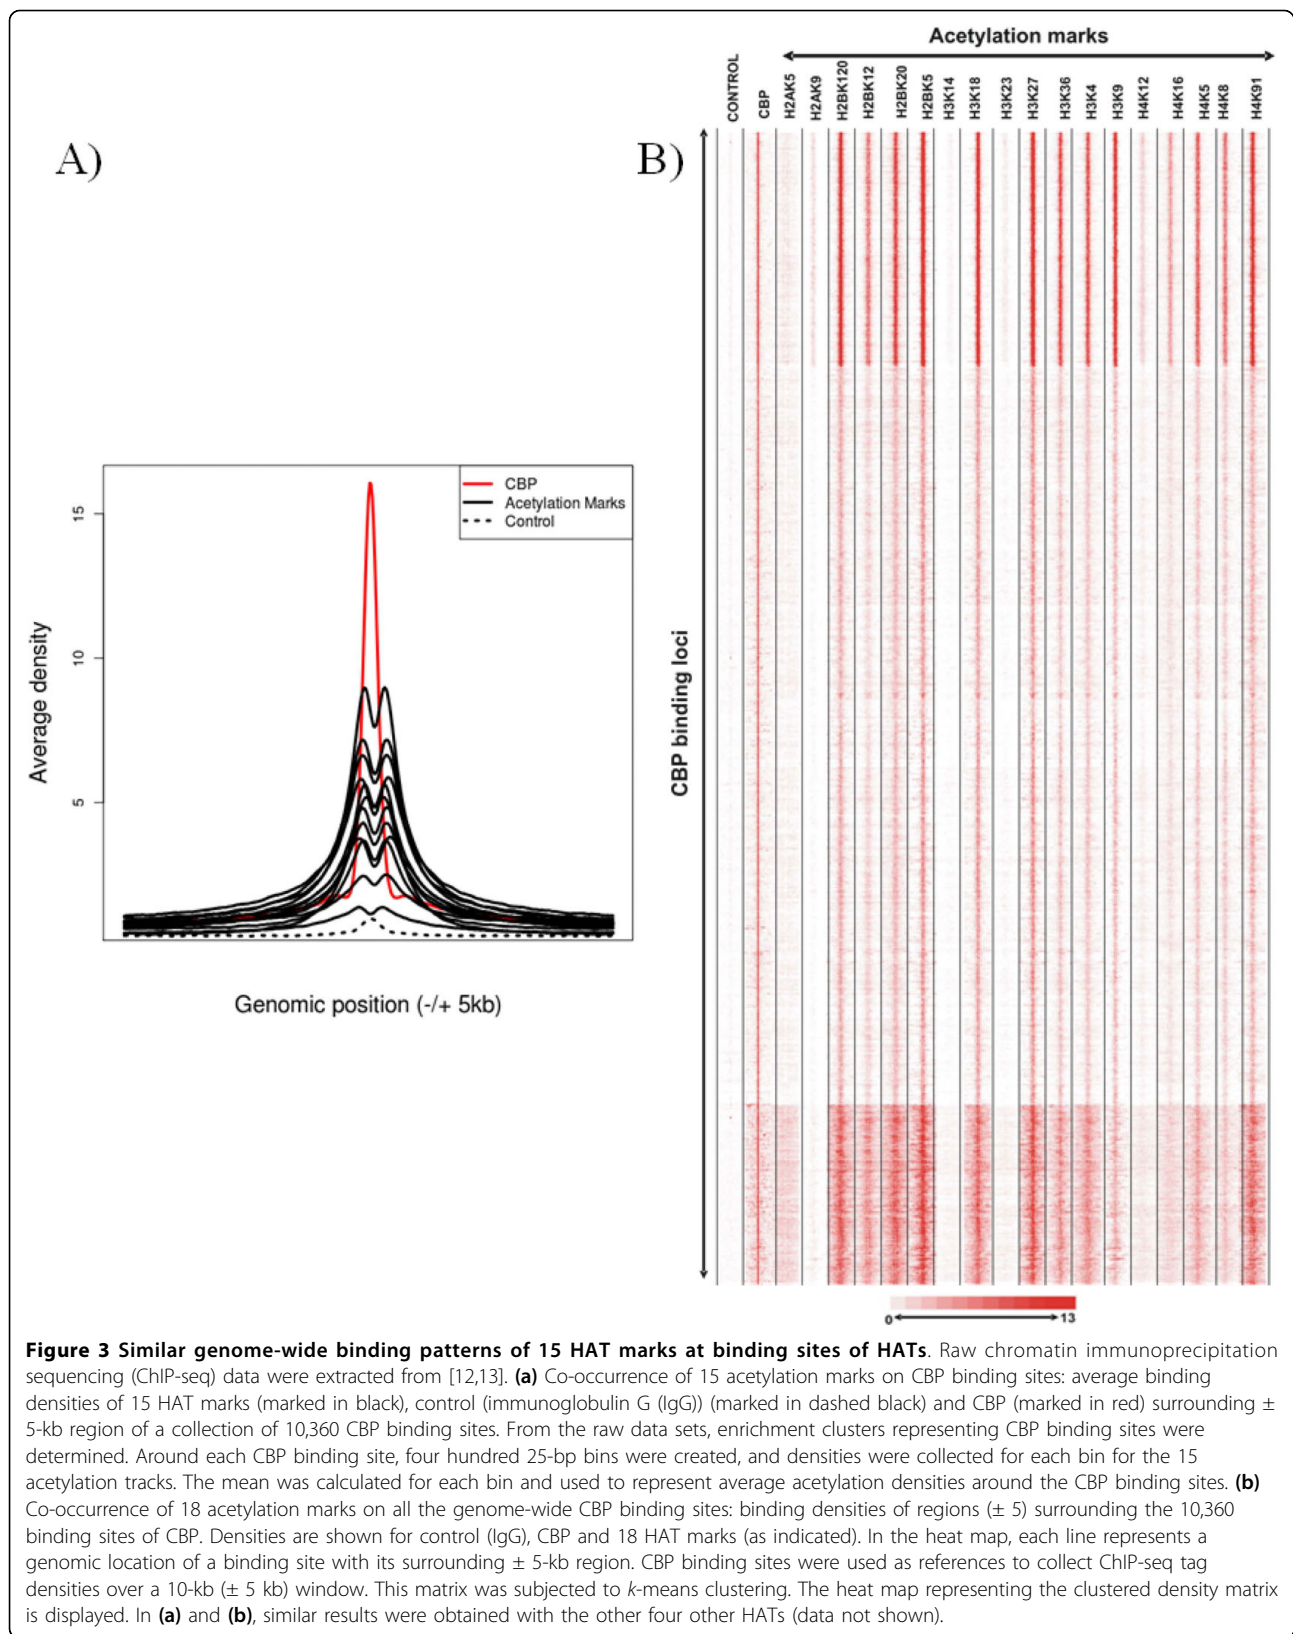 Acetylation marks
CONTROL
CBP
H2AK5
H2AK9
H2BK120
H2BK12
H2BK20
H2BK5
H3K14
H3K18
H3K23
H3K27
H3K36
H3K4
H3K9
H4K12
H4K16
H4K5
H4K8
H4K91
A)
B)
CBP
Acetylation Marks
Control
15
10
5
Average density
Genomic position (-/+ 5kb)
CBP binding loci
0
13
Figure 3 Similar genome-wide binding patterns of 15 HAT marks at binding sites of HATs. Raw chromatin immunoprecipitation
sequencing (ChIP-seq) data were extracted from [12,13]. (a) Co-occurrence of 15 acetylation marks on CBP binding sites: average binding
densities of 15 HAT marks (marked in black), control (immunoglobulin G (IgG)) (marked in dashed black) and CBP (marked in red) surrounding ±
5-kb region of a collection of 10,360 CBP binding sites. From the raw data sets, enrichment clusters representing CBP binding sites were
determined. Around each CBP binding site, four hundred 25-bp bins were created, and densities were collected for each bin for the 15
acetylation tracks. The mean was calculated for each bin and used to represent average acetylation densities around the CBP binding sites. (b)
Co-occurrence of 18 acetylation marks on all the genome-wide CBP binding sites: binding densities of regions (± 5) surrounding the 10,360
binding sites of CBP. Densities are shown for control (IgG), CBP and 18 HAT marks (as indicated). In the heat map, each line represents a
genomic location of a binding site with its surrounding ± 5-kb region. CBP binding sites were used as references to collect ChIP-seq tag
densities over a 10-kb (± 5 kb) window. This matrix was subjected to k-means clustering. The heat map representing the clustered density matrix
is displayed. In (a) and (b), similar results were obtained with the other four other HATs (data not shown).